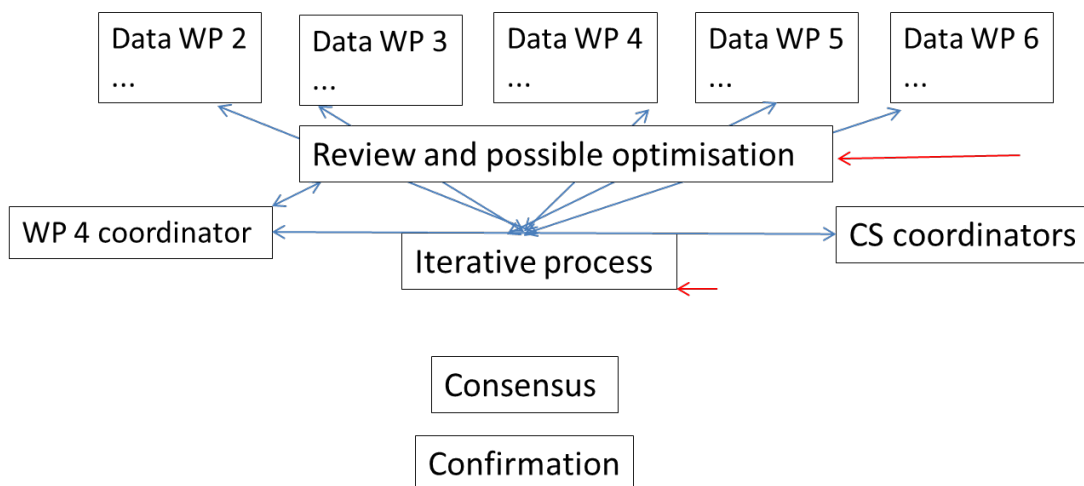 Data WP 2
...
Data WP 3
...
Data WP 4
...
Data WP 5
...
Data WP 6
...
Review and possible optimisation
WP 4 coordinator
CS coordinators
Iterative process
Consensus
Confirmation